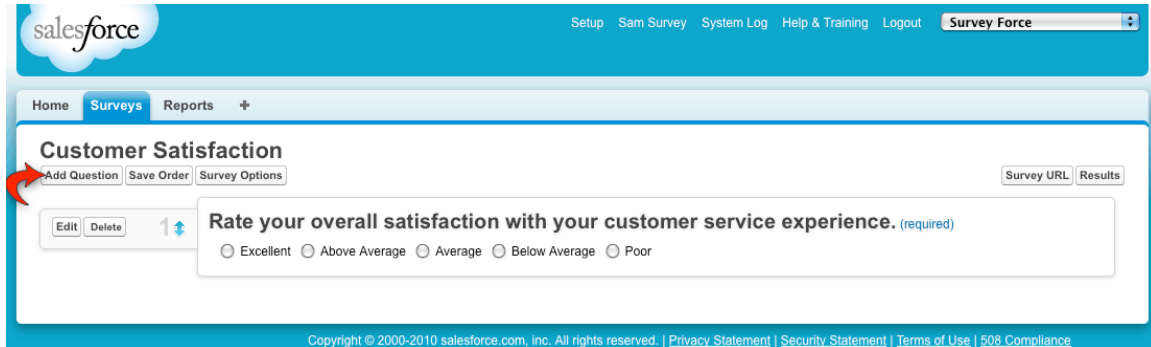 salesforce
Setup Sam Survey System Log Help & Training Logout Survey Force
Home Surveys Reports +
Customer Satisfaction
Add Question Save Order Survey Options Survey URL Results
Edit Delete 1 Rate your overall satisfaction with your customer service experience. (required)
Excellent Above Average Average Below Average Poor
Copyright © 2000-2010 salesforce.com, inc. All rights reserved. | Privacy Statement | Security Statement | Terms of Use | 508 Compliance